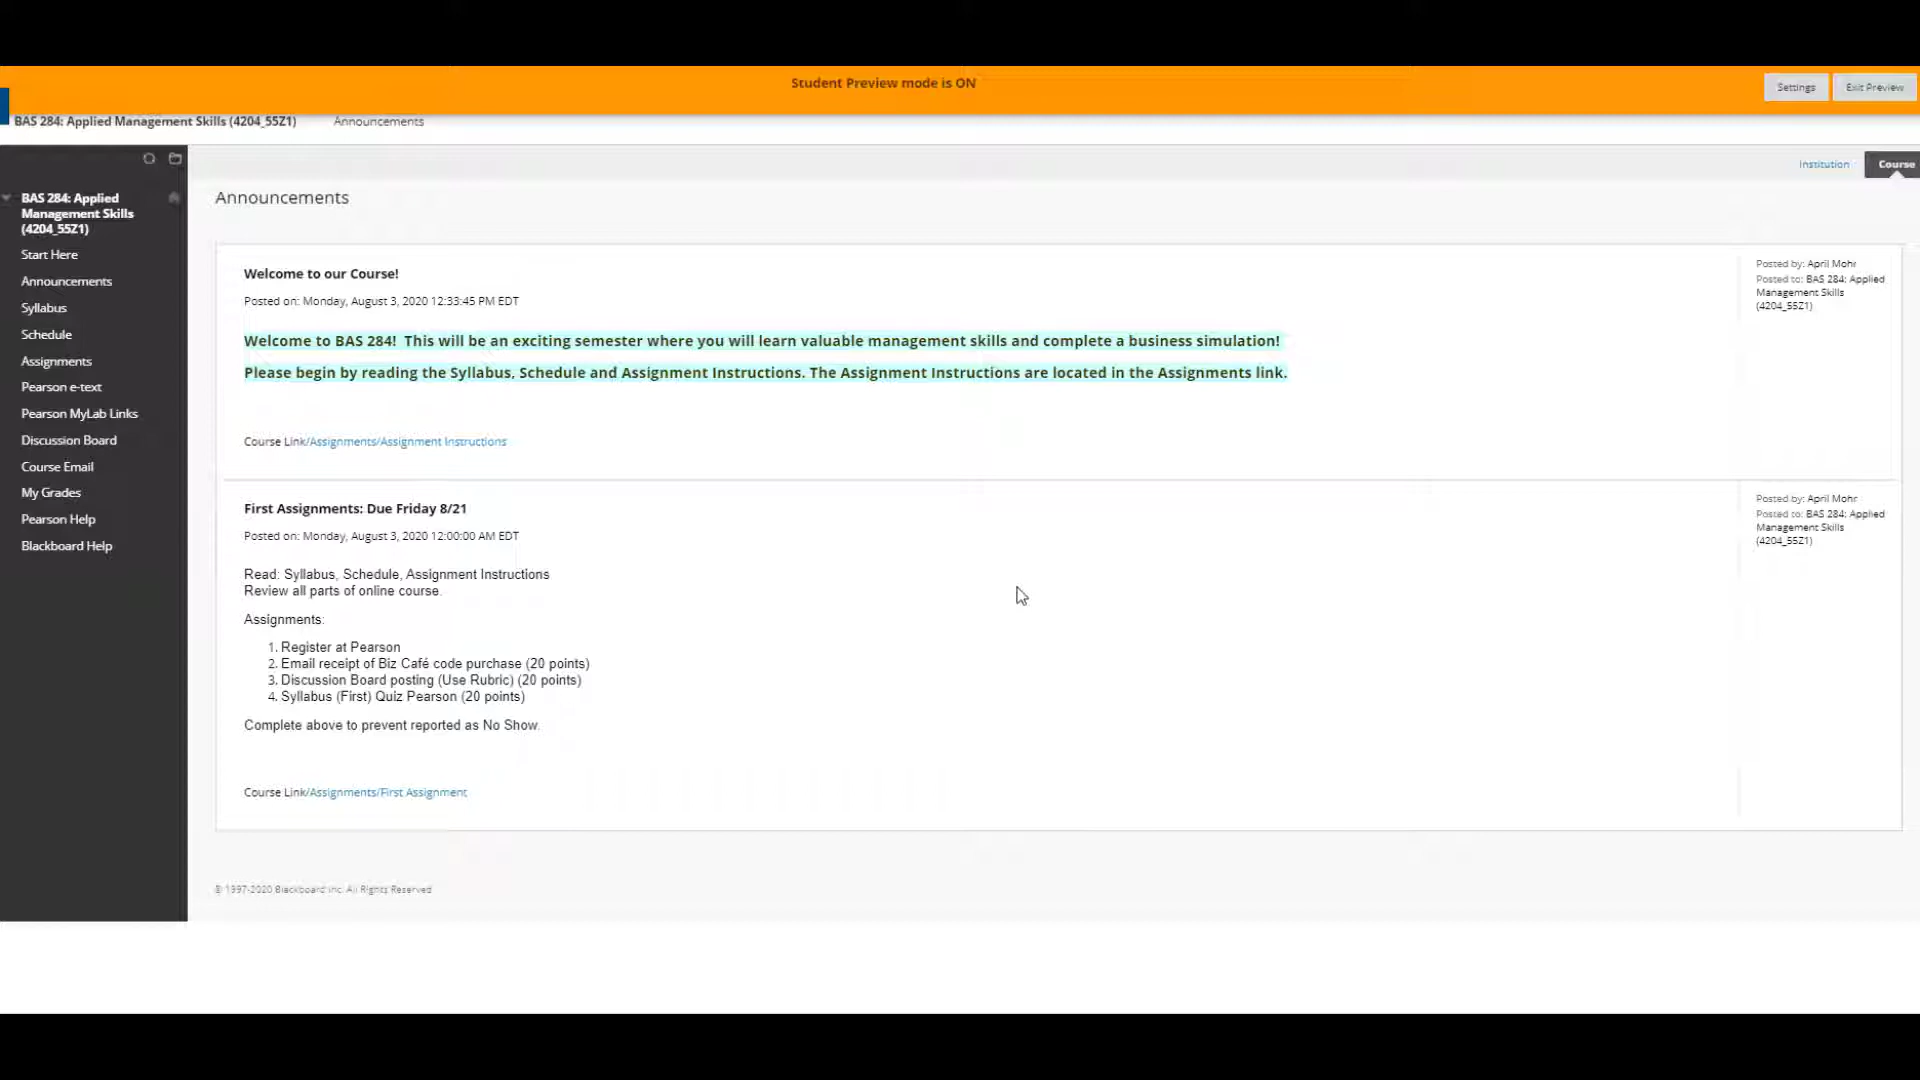 Student Preview mode is ON
Settings
Exit Preview
BAS 284: Applied Management Skills (4204_55Z1)
Announcements
Institution
Course
BAS 284: Applied
Management Skills
(4204_55Z1)
Start Here
Announcements
Syllabus
Schedule
Assignments
Pearson e-text
Pearson MyLab Links
Discussion Board
Course Email
My Grades
Pearson Help
Blackboard Help
Announcements
Welcome to our Course!
Posted on: Monday, August 3, 2020 12:33:45 PM EDT
Welcome to BAS 284!  This will be an exciting semester where you will learn valuable management skills and complete a business simulation!
Please begin by reading the Syllabus, Schedule and Assignment Instructions. The Assignment Instructions are located in the Assignments link.
Course Link/Assignments/Assignment Instructions
Posted by: April Mohr
Posted to: BAS 284: Applied
Management Skills
(4204_55Z1)
First Assignments: Due Friday 8/21
Posted on: Monday, August 3, 2020 12:00:00 AM EDT
Read: Syllabus, Schedule, Assignment Instructions
Review all parts of online course.
Assignments:
1. Register at Pearson
2. Email receipt of Biz Café code purchase (20 points)
3. Discussion Board posting (Use Rubric) (20 points)
4. Syllabus (First) Quiz Pearson (20 points)
Complete above to prevent reported as No Show.
Course Link/Assignments/First Assignment
Posted by: April Mohr
Posted to: BAS 284: Applied
Management Skills
(4204_55Z1)
© 1997-2020 Blackboard Inc. All Rights Reserved